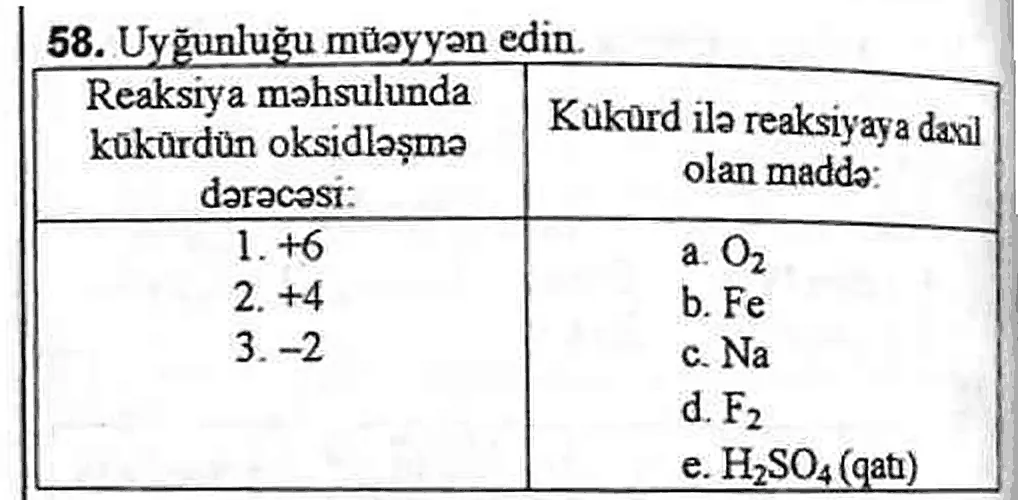 58. Uyğunluğu müəyyən edin.
Reaksiya məhsulunda
kükürdün oksidləşmə
dərəcəsi:
Kükürd ilə reaksiyaya daxil
olan maddə:
1. +6
2. +4
3. –2
a. O₂
b. Fe
c. Na
d. F₂
e. H₂SO₄ (qatı)